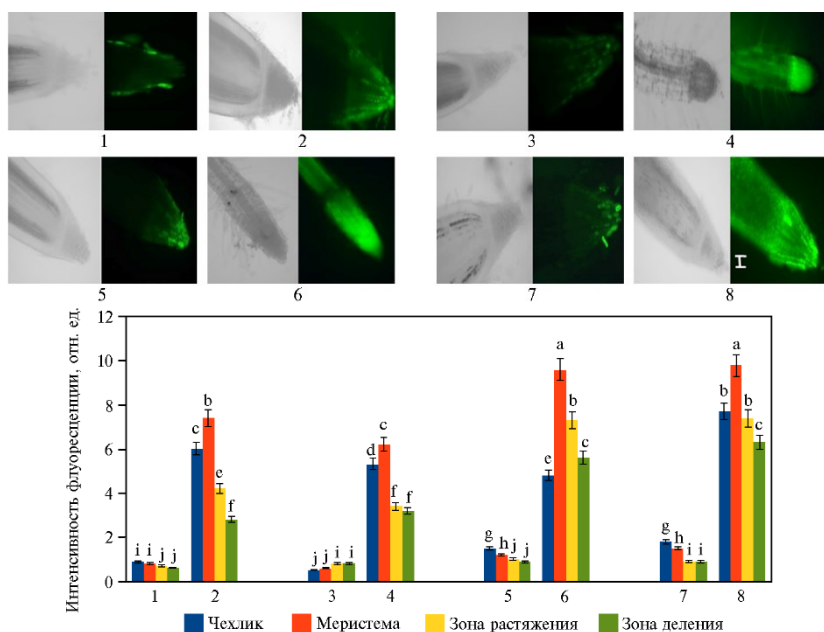 1 2 3 4
5 6 7 8
Интенсивность флуоресценции, отн. ед.
12
10
8
6
4
2
0
i i j j
c b e f
j j i i
d c f f
g h j j
e a b c
g h i i
b a b c
1 2 3 4 5 6 7 8
Чехлик Меристема Зона растяжения Зона деления